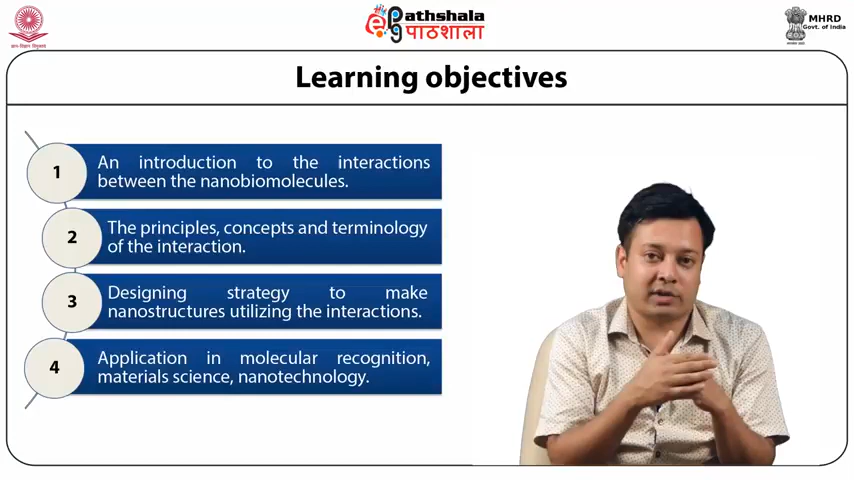 Pathshala
पाठशाला
MHRD
Govt. of India
Learning objectives
1
An introduction to the interactions
between the nanobiomolecules.
2
The principles, concepts and terminology
of the interaction.
3
Designing strategy to make
nanostructures utilizing the interactions.
4
Application in molecular recognition,
materials science, nanotechnology.